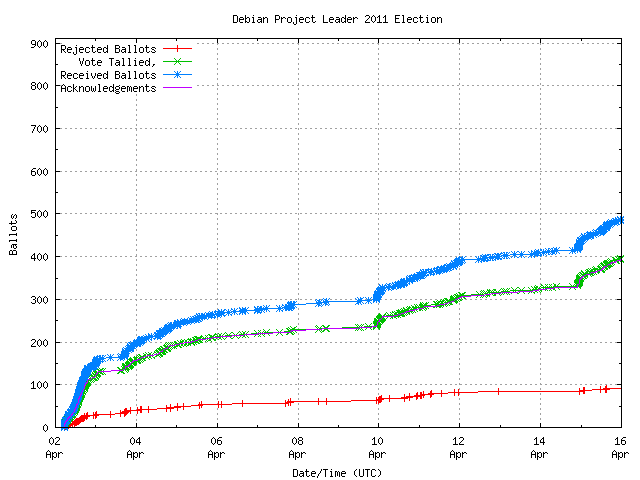 Debian Project Leader 2011 Election
Rejected Ballots
Vote Tallied,
Received Ballots
Acknowledgements
Ballots
900
800
700
600
500
400
300
200
100
0
02 Apr
04 Apr
06 Apr
08 Apr
10 Apr
12 Apr
14 Apr
16 Apr
Date/Time (UTC)